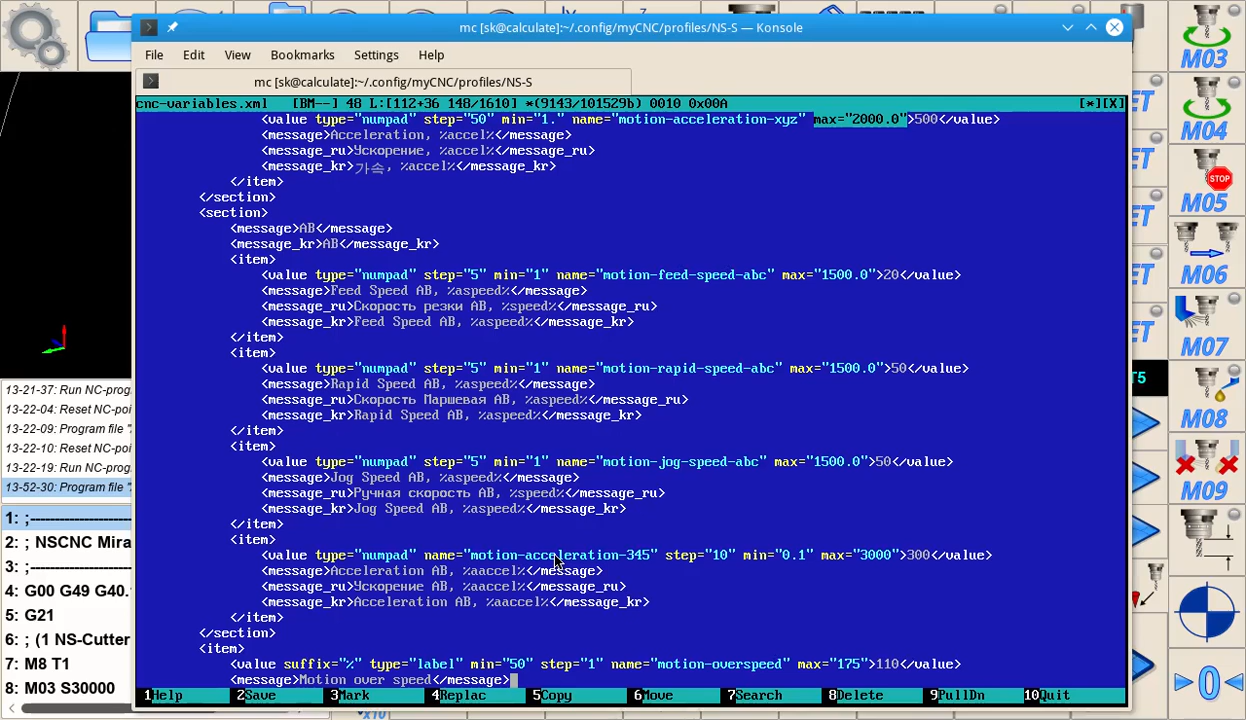 mc [sk@calculate]:~/.config/myCNC/profiles/NS-S — Konsole
File Edit View Bookmarks Settings Help
mc [sk@calculate]:~/.config/myCNC/profiles/NS-S
cnc-variables.xml [BM--] 48 L:[112+36 148/1610] *(9143/101529b) 0010 0x00A [*][X]
<value type="numpad" step="50" min="1." name="motion-acceleration-xyz" max="2000.0">500</value>
<message>Acceleration, %accel%</message>
<message_ru>Ускорение, %accel%</message_ru>
<message_kr>가속, %accel%</message_kr>
</item>
</section>
<section>
<message>AB</message>
<message_kr>AB</message_kr>
<item>
<value type="numpad" step="5" min="1" name="motion-feed-speed-abc" max="1500.0">20</value>
<message>Feed Speed AB, %aspeed%</message>
<message_ru>Скорость резки AB, %speed%</message_ru>
<message_kr>Feed Speed AB, %aspeed%</message_kr>
</item>
<item>
<value type="numpad" step="5" min="1" name="motion-rapid-speed-abc" max="1500.0">50</value>
<message>Rapid Speed AB, %aspeed%</message>
<message_ru>Скорость Маршевая AB, %aspeed%</message_ru>
<message_kr>Rapid Speed AB, %aspeed%</message_kr>
</item>
<item>
<value type="numpad" step="5" min="1" name="motion-jog-speed-abc" max="1500.0">50</value>
<message>Jog Speed AB, %aspeed%</message>
<message_ru>Ручная скорость AB, %speed%</message_ru>
<message_kr>Jog Speed AB, %aspeed%</message_kr>
</item>
<item>
<value type="numpad" name="motion-acceleration-345" step="10" min="0.1" max="3000">300</value>
<message>Acceleration AB, %aaccel%</message>
<message_ru>Ускорение AB, %aaccel%</message_ru>
<message_kr>Acceleration AB, %aaccel%</message_kr>
</item>
</section>
<item>
<value suffix="%" type="label" min="50" step="1" name="motion-overspeed" max="175">110</value>
<message>Motion over speed</message>
1Help 2Save 3Mark 4Replac 5Copy 6Move 7Search 8Delete 9PullDn 10Quit
13-21-37: Run NC-prog
13-22-04: Reset NC-poi
13-22-09: Program file "
13-22-10: Reset NC-poi
13-22-19: Run NC-prog
13-52-30: Program file "
1: ;
2: ; NSCNC Mira
3: ;
4: G00 G49 G40.
5: G21
6: ; (1 NS-Cutter
7: M8 T1
8: M03 S30000
x10
ET
ET
ET
ET
ET
T5
M03
M04
STOP
M05
M06
M07
M08
M09
0